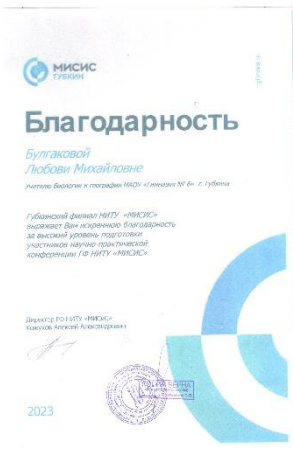 МИСИС
ГУБКИН
Благодарность
Булгаковой
Любови Михайловне
Учителю биологии и географии МАОУ «Гимназия № 6» г. Губкина
Губкинский филиал НИТУ «МИСИС»
выражает Вам искреннюю благодарность
за высокий уровень подготовки
участников научно-практической
конференции ГФ НИТУ «МИСИС»
Директор ГФ НИТУ «МИСИС»
Кожухов Алексей Александрович
КОПИЯ ВЕРНА
2023